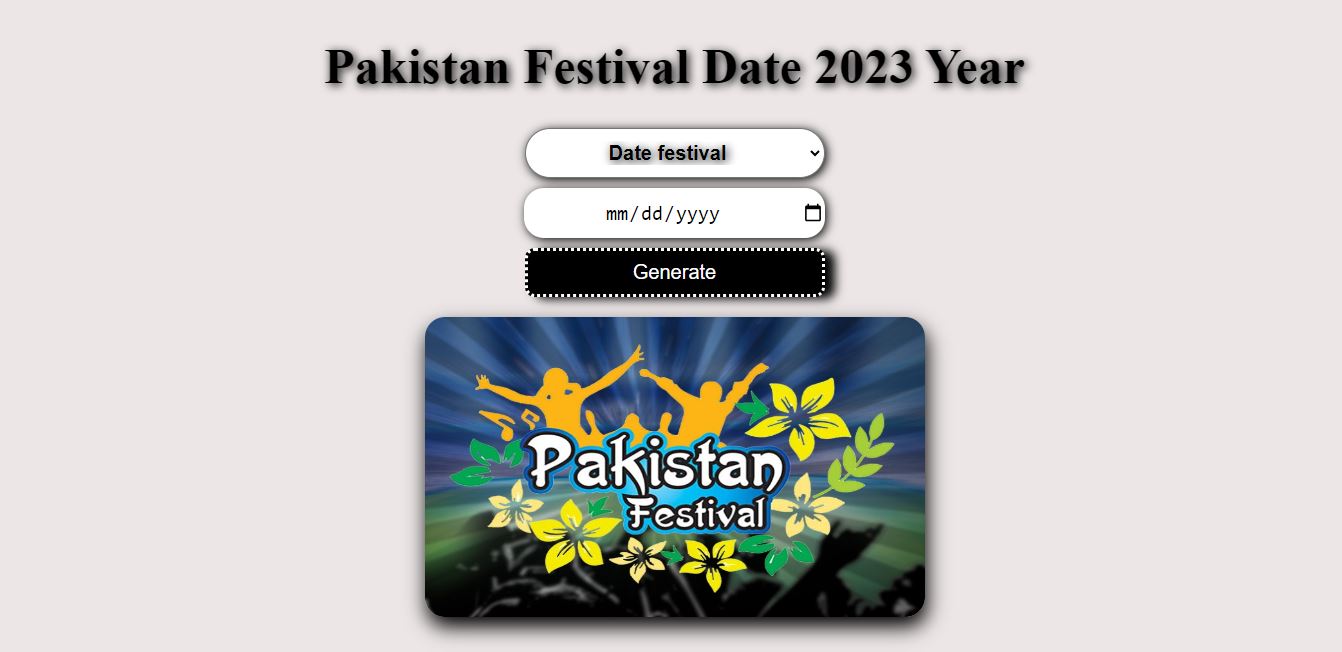 Pakistan Festival Date 2023 Year
Date festival
mm/dd/yyyy
Generate
Pakistan
Festival